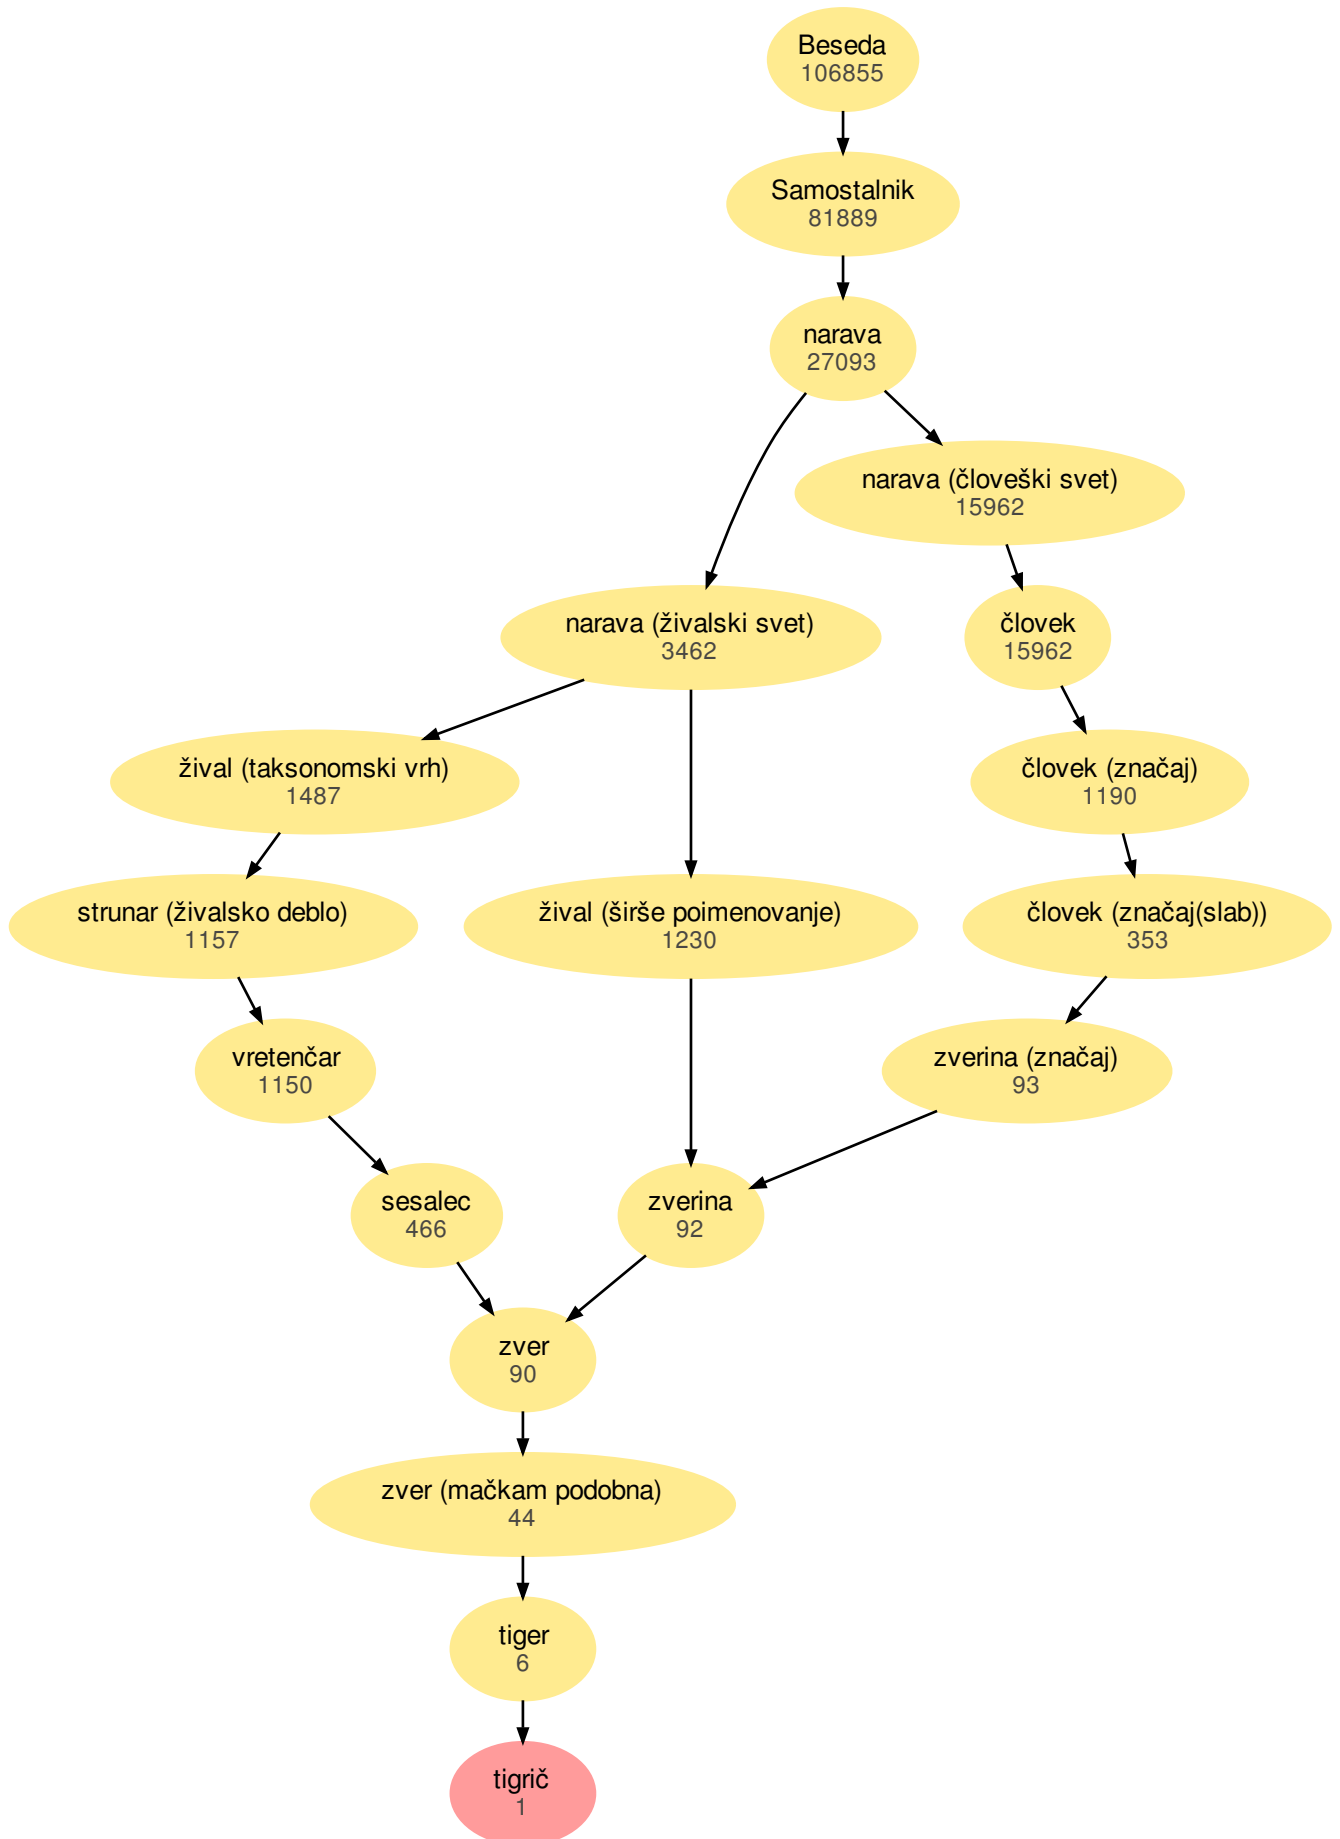 Beseda
106855
Samostalnik
81889
narava
27093
narava (človeški svet)
15962
narava (živalski svet)
3462
človek
15962
žival (taksonomski vrh)
1487
človek (značaj)
1190
strunar (živalsko deblo)
1157
žival (širše poimenovanje)
1230
človek (značaj(slab))
353
vretenčar
1150
zverina (značaj)
93
sesalec
466
zverina
92
zver
90
zver (mačkam podobna)
44
tiger
6
tigrič
1